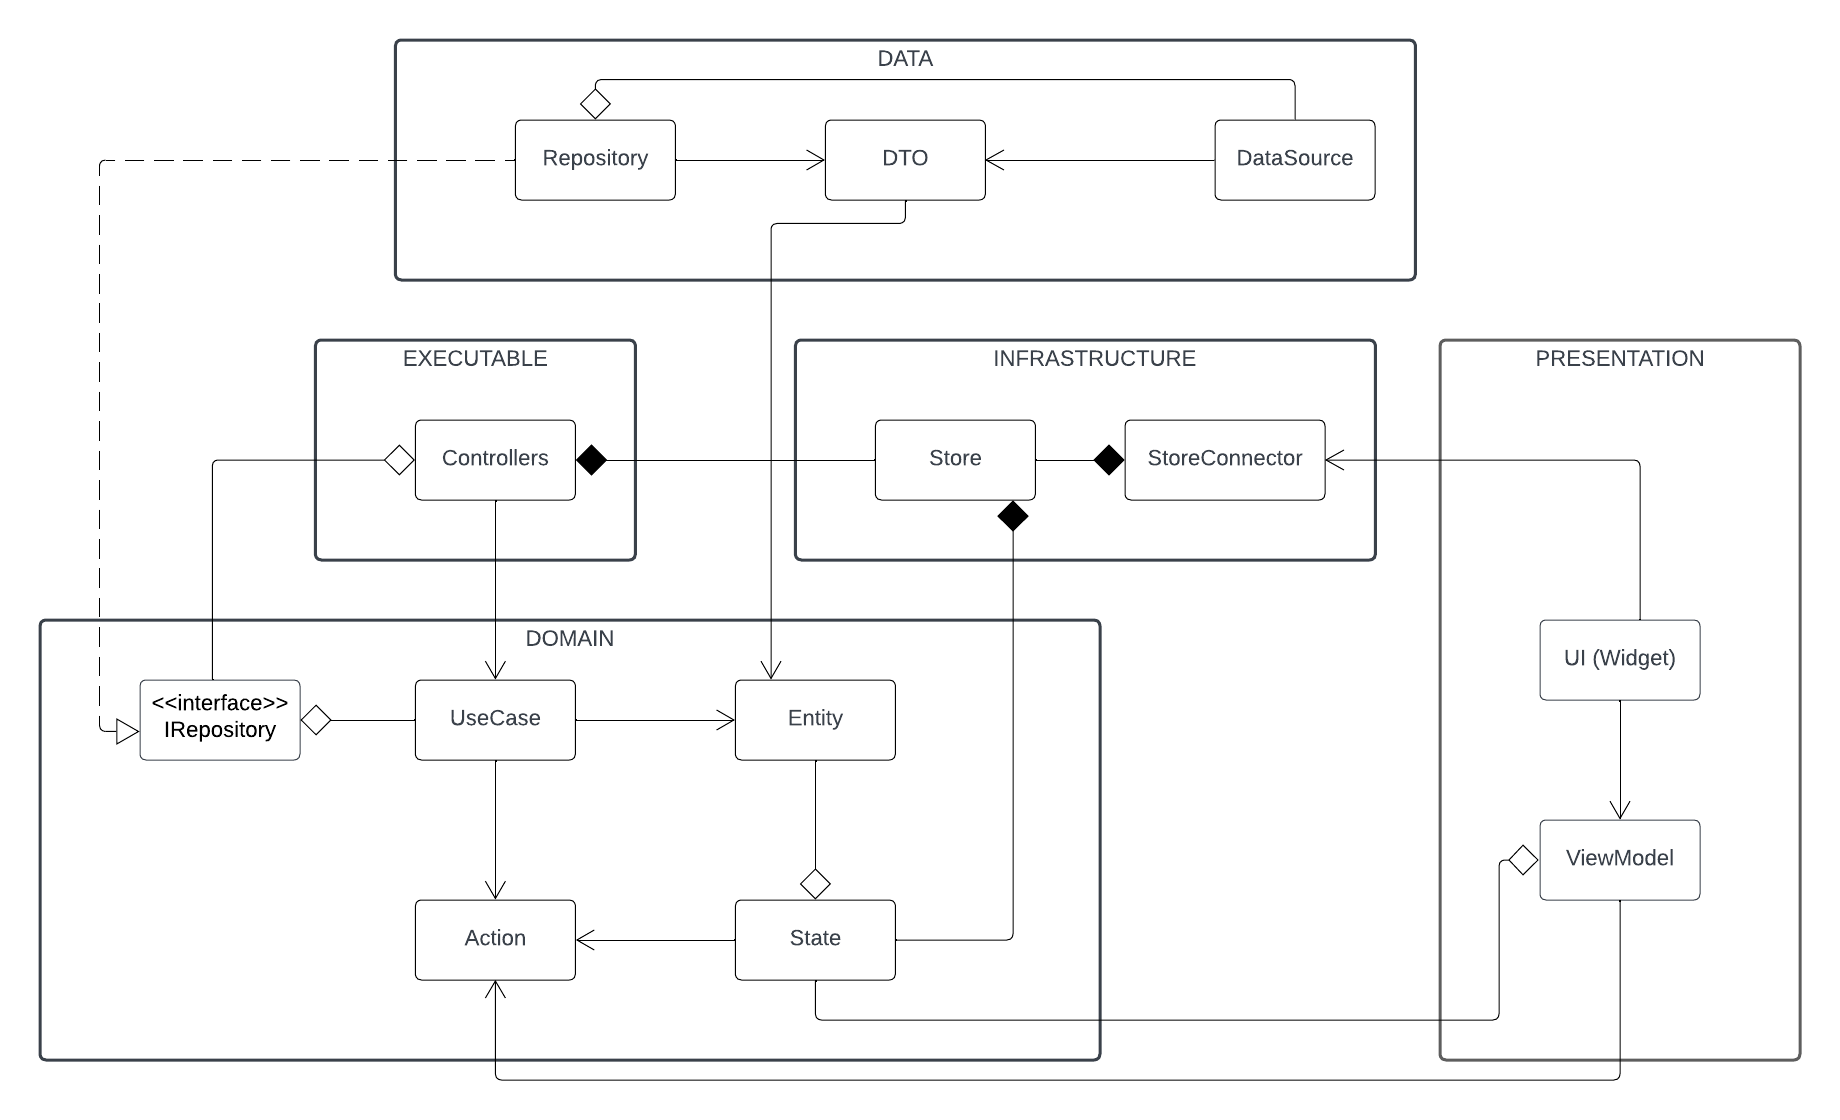 DATA
Repository
DTO
DataSource
EXECUTABLE
INFRASTRUCTURE
PRESENTATION
Controllers
Store
StoreConnector
DOMAIN
UI (Widget)
<<interface>>
IRepository
UseCase
Entity
ViewModel
Action
State